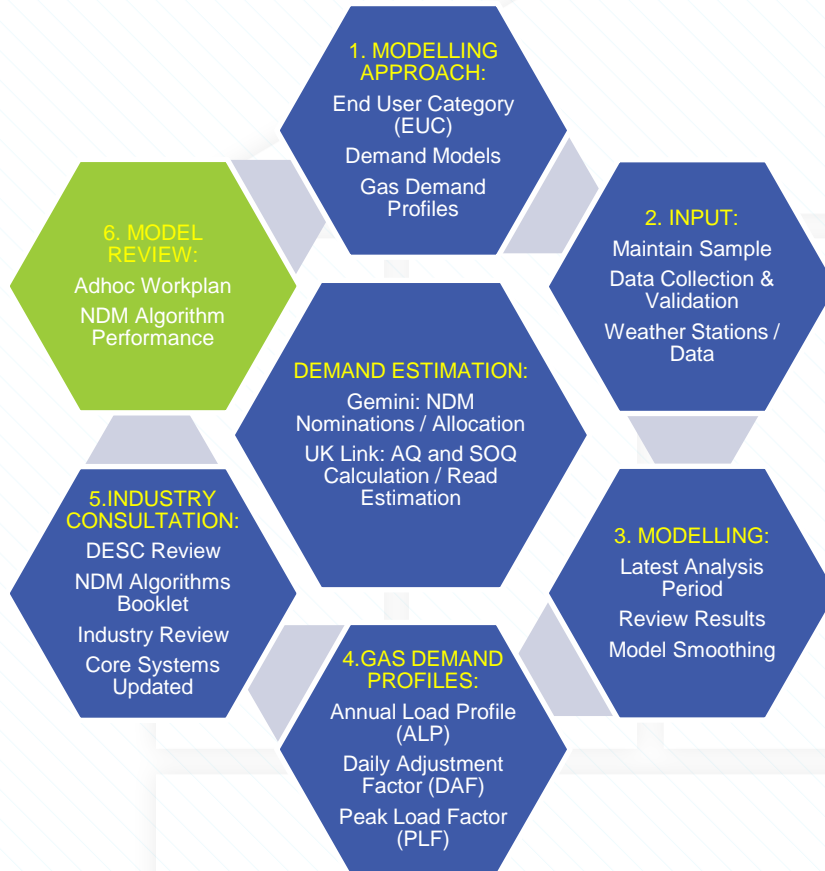 1. MODELLING
APPROACH:
End User Category
(EUC)
Demand Models
Gas Demand
Profiles
2. INPUT:
Maintain Sample
Data Collection &
Validation
Weather Stations /
Data
3. MODELLING:
Latest Analysis
Period
Review Results
Model Smoothing
4.GAS DEMAND
PROFILES:
Annual Load Profile
(ALP)
Daily Adjustment
Factor (DAF)
Peak Load Factor
(PLF)
5.INDUSTRY
CONSULTATION:
DESC Review
NDM Algorithms
Booklet
Industry Review
Core Systems
Updated
6. MODEL
REVIEW:
Adhoc Workplan
NDM Algorithm
Performance
DEMAND ESTIMATION:
Gemini: NDM
Nominations / Allocation
UK Link: AQ and SOQ
Calculation / Read
Estimation